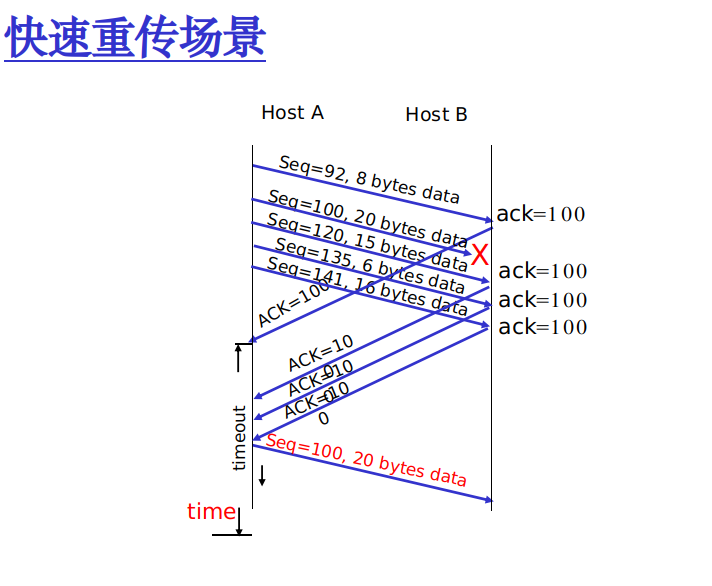 快速重传场景
Host A
Host B
Seq=92, 8 bytes data
ack=100
Seq=100, 20 bytes data
Seq=120, 15 bytes data
X
Seq=135, 6 bytes data
ack=100
Seq=141, 16 bytes data
ack=100
ACK=100
ack=100
ACK=10
0
ACK=10
0
ACK=10
0
timeout
Seq=100, 20 bytes data
time